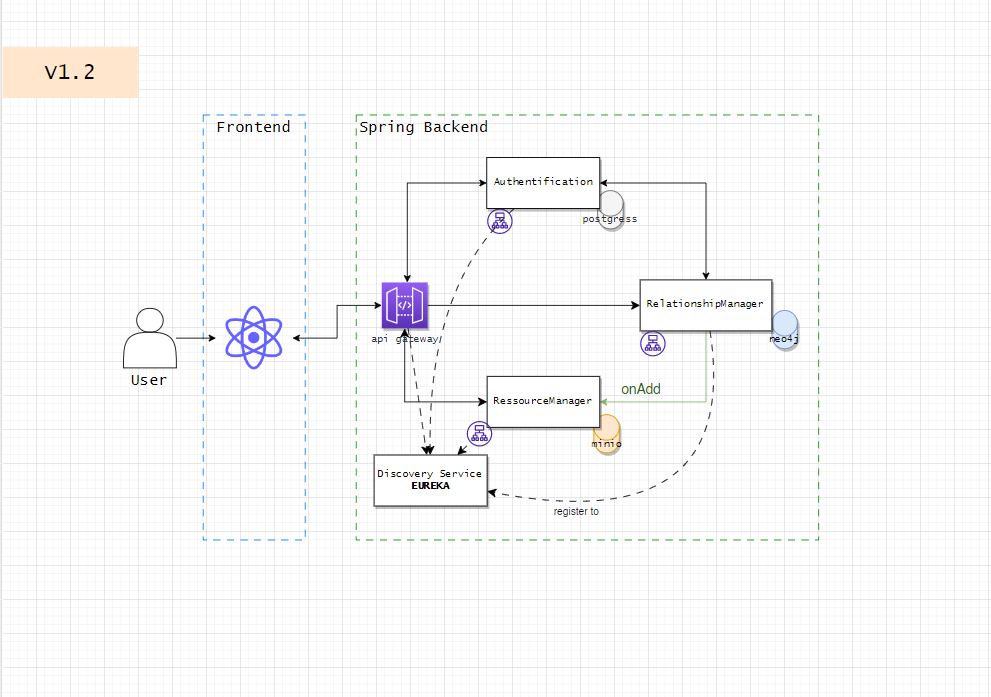 v1.2
Frontend
Spring Backend
Authentification
postgress
RelationshipManager
neo4j
api gateway
</>
onAdd
RessourceManager
minio
User
Discovery Service
EUREKA
register to